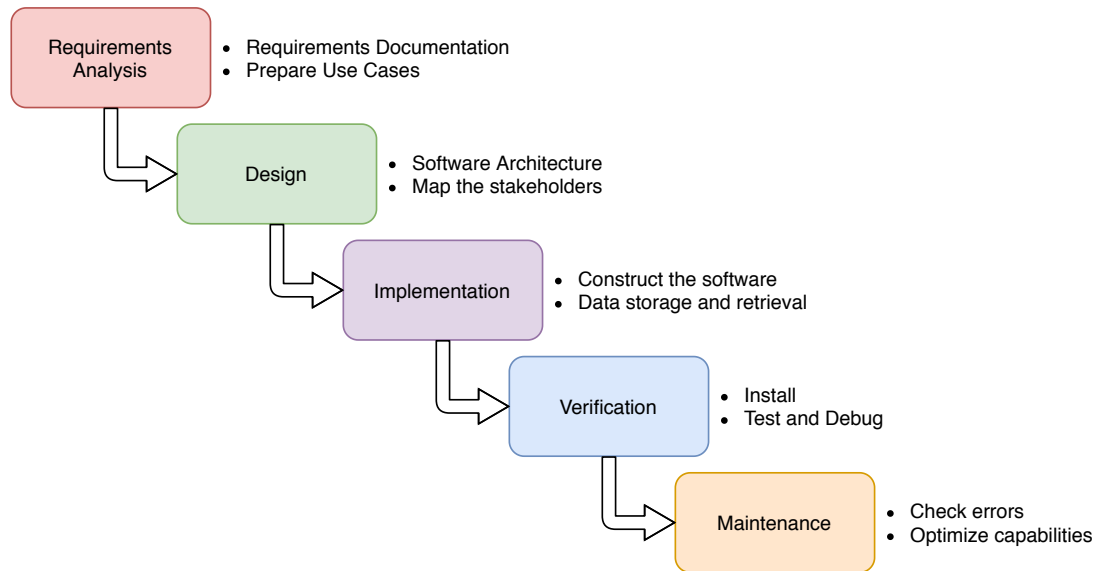 Requirements
Analysis
• Requirements Documentation
• Prepare Use Cases
Design
• Software Architecture
• Map the stakeholders
Implementation
• Construct the software
• Data storage and retrieval
Verification
• Install
• Test and Debug
Maintenance
• Check errors
• Optimize capabilities